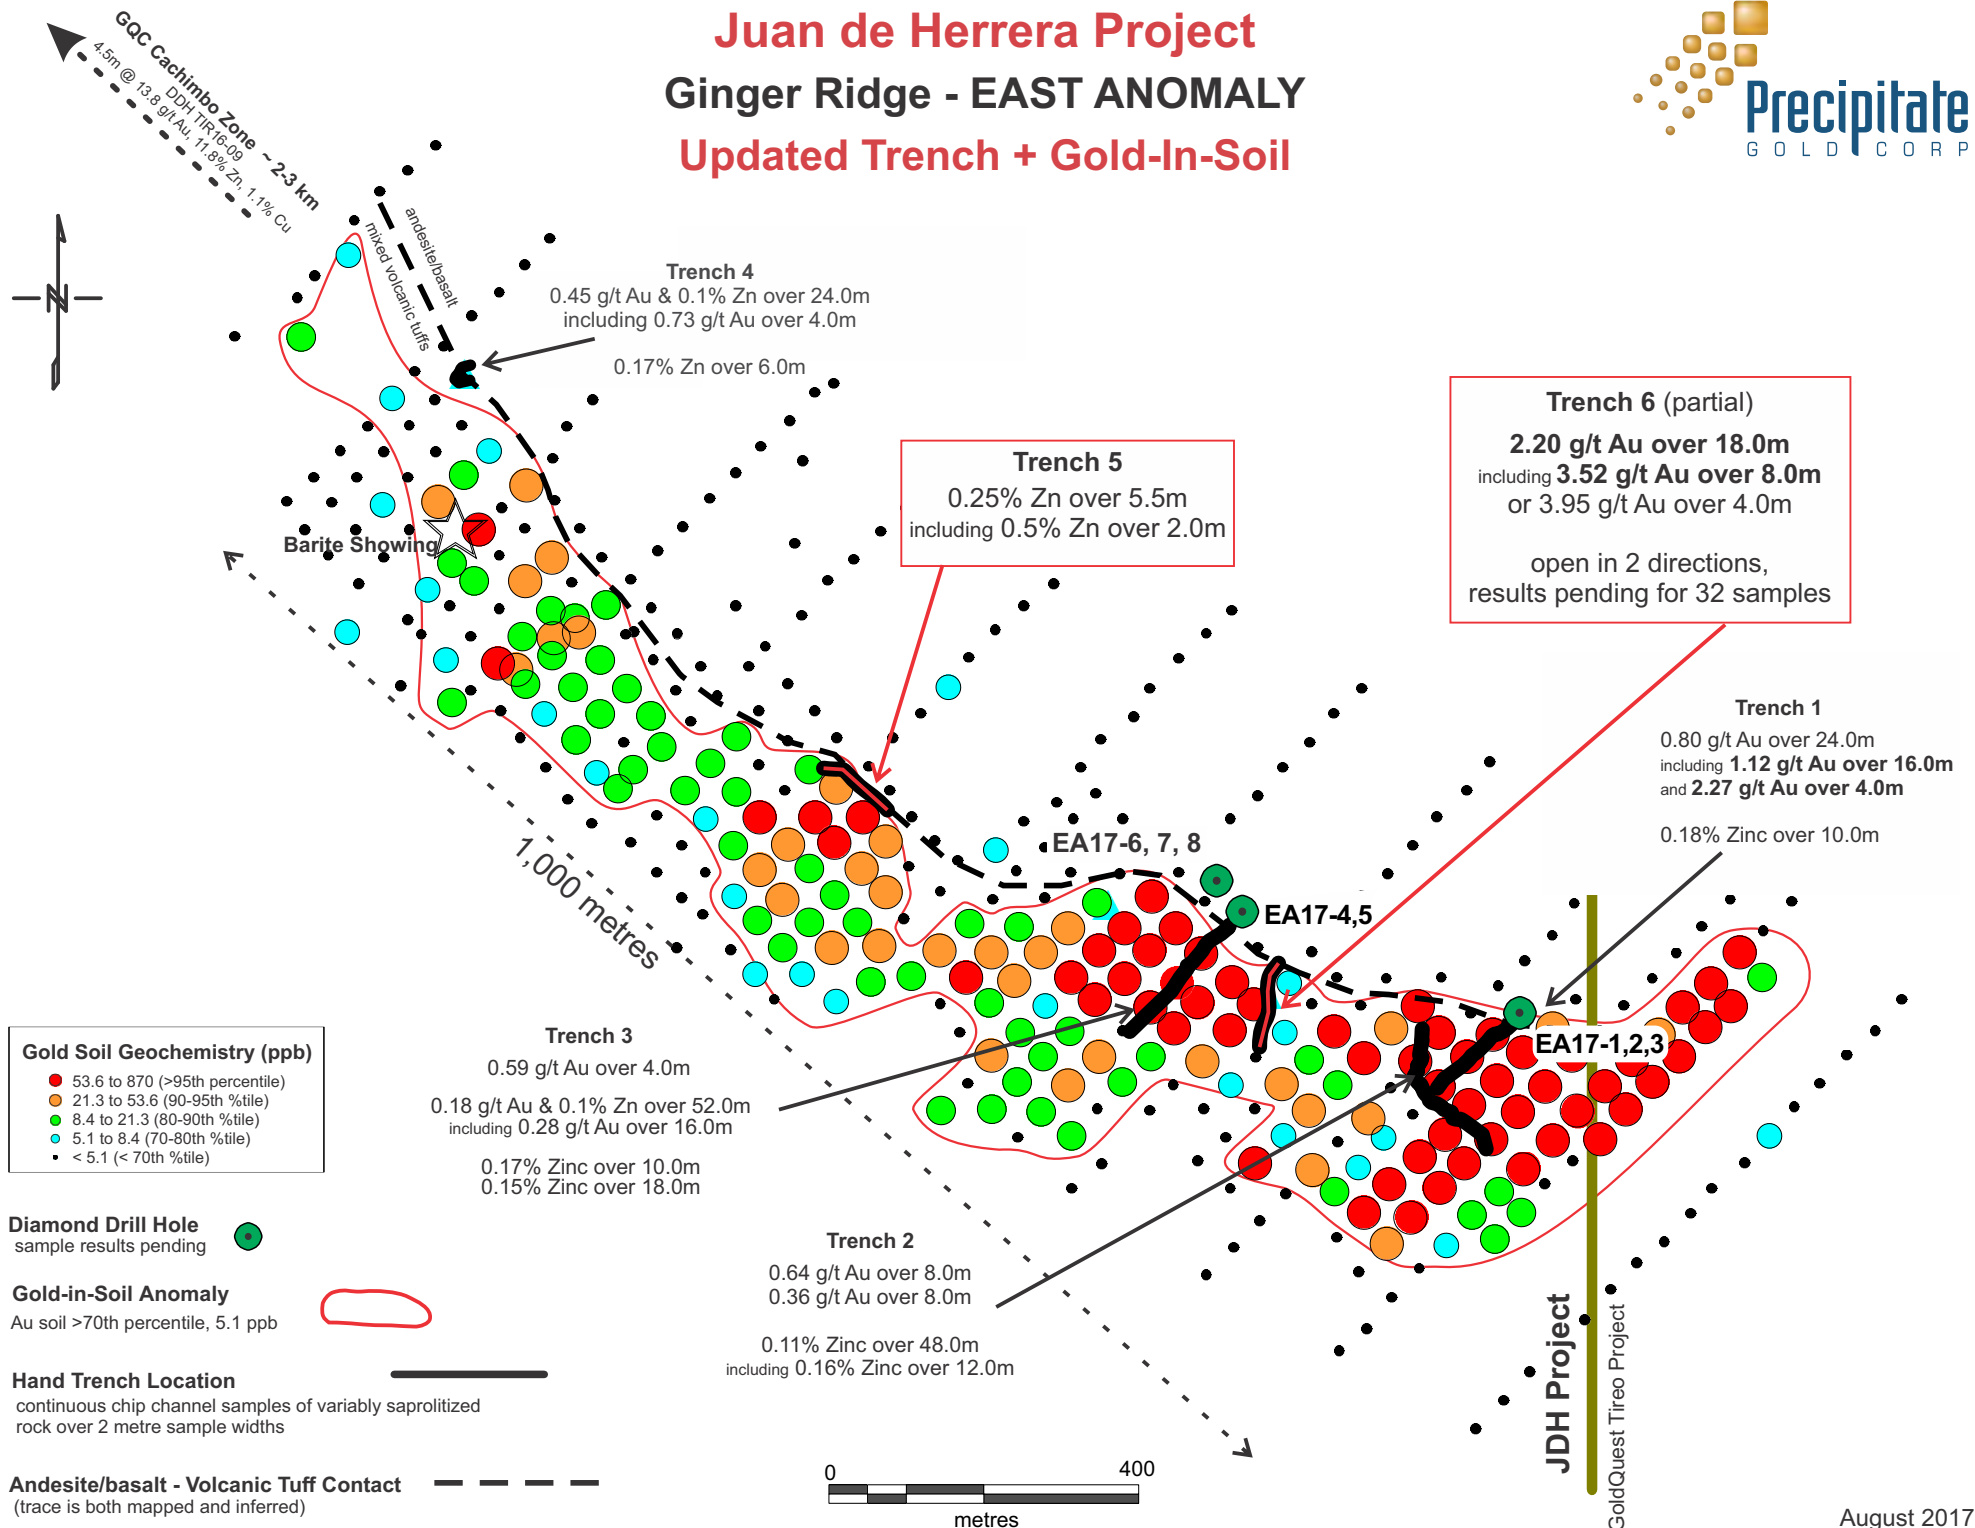 Juan de Herrera Project
Ginger Ridge - EAST ANOMALY
Updated Trench + Gold-In-Soil
Precipitate
GOLD CORP
GQC Cachimbo Zone ~ 2-3 km
DDH TIR16-09
4.5m @ 13.8 g/t Au, 11.8% Zn, 1.1% Cu
N
andesite/basalt
mixed volcanic tuffs
Trench 4
0.45 g/t Au & 0.1% Zn over 24.0m
including 0.73 g/t Au over 4.0m
0.17% Zn over 6.0m
Trench 5
0.25% Zn over 5.5m
including 0.5% Zn over 2.0m
Trench 6 (partial)
2.20 g/t Au over 18.0m
including 3.52 g/t Au over 8.0m
or 3.95 g/t Au over 4.0m
open in 2 directions,
results pending for 32 samples
Barite Showing
Trench 1
0.80 g/t Au over 24.0m
including 1.12 g/t Au over 16.0m
and 2.27 g/t Au over 4.0m
0.18% Zinc over 10.0m
1,000 metres
EA17-6, 7, 8
EA17-4,5
EA17-1,2,3
Trench 3
0.59 g/t Au over 4.0m
0.18 g/t Au & 0.1% Zn over 52.0m
including 0.28 g/t Au over 16.0m
0.17% Zinc over 10.0m
0.15% Zinc over 18.0m
Trench 2
0.64 g/t Au over 8.0m
0.36 g/t Au over 8.0m
0.11% Zinc over 48.0m
including 0.16% Zinc over 12.0m
Gold Soil Geochemistry (ppb)
53.6 to 870 (>95th percentile)
21.3 to 53.6 (90-95th %tile)
8.4 to 21.3 (80-90th %tile)
5.1 to 8.4 (70-80th %tile)
< 5.1 (< 70th %tile)
Diamond Drill Hole
sample results pending
Gold-in-Soil Anomaly
Au soil >70th percentile, 5.1 ppb
Hand Trench Location
continuous chip channel samples of variably saprolitized
rock over 2 metre sample widths
Andesite/basalt - Volcanic Tuff Contact
(trace is both mapped and inferred)
0 400
metres
JDH Project
GoldQuest Tireo Project
August 2017